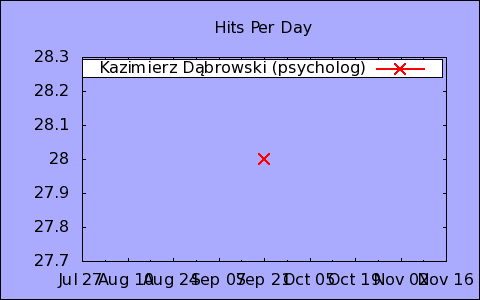 Hits Per Day
Kazimierz Dąbrowski (psycholog)
28.3
28.2
28.1
28
27.9
27.8
27.7
Jul 27 Aug 10 Aug 24 Sep 07 Sep 21 Oct 05 Oct 19 Nov 02 Nov 16